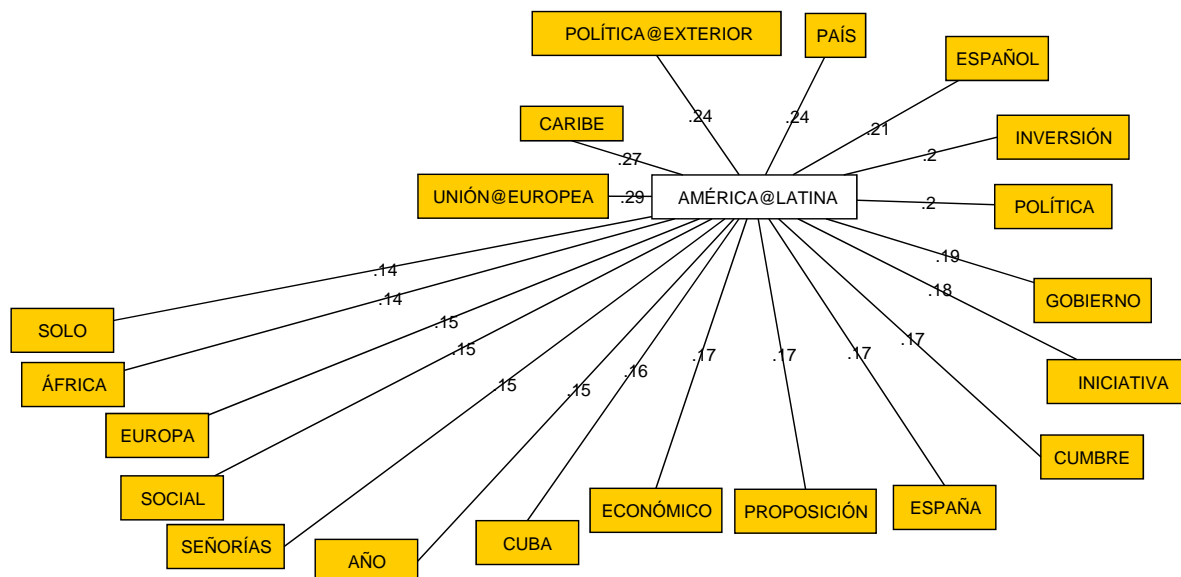 POLÍTICA@EXTERIOR
PAÍS
ESPAÑOL
CARIBE
.24
.24
.21
INVERSIÓN
.27
.2
UNIÓN@EUROPEA
.29
AMÉRICA@LATINA
.2
POLÍTICA
.19
.14
.18
GOBIERNO
.14
SOLO
.15
.15
.17
.17
.17
.17
ÁFRICA
.15
.15
.16
INICIATIVA
EUROPA
CUMBRE
SOCIAL
ECONÓMICO
PROPOSICIÓN
ESPAÑA
SEÑORÍAS
CUBA
AÑO